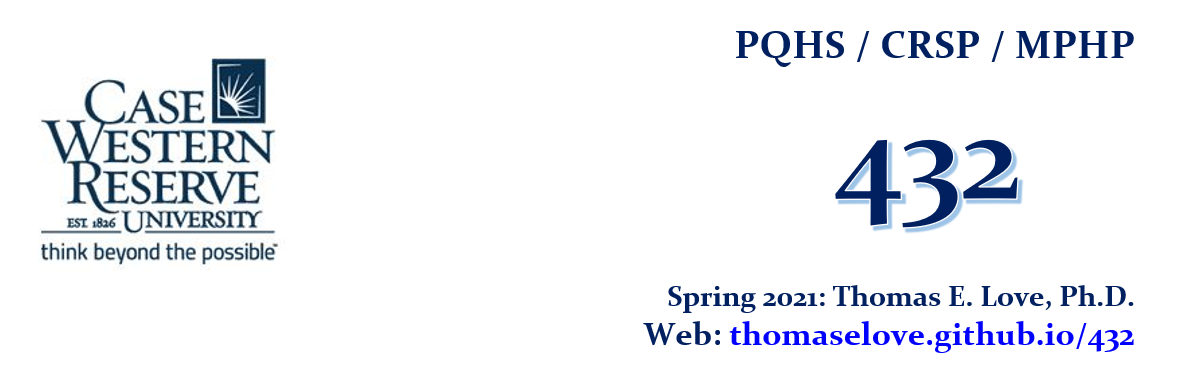 CASE
WESTERN
RESERVE
EST. 1826 UNIVERSITY
think beyond the possible™
PQHS / CRSP / MPHP
432
Spring 2021: Thomas E. Love, Ph.D.
Web: thomaselove.github.io/432